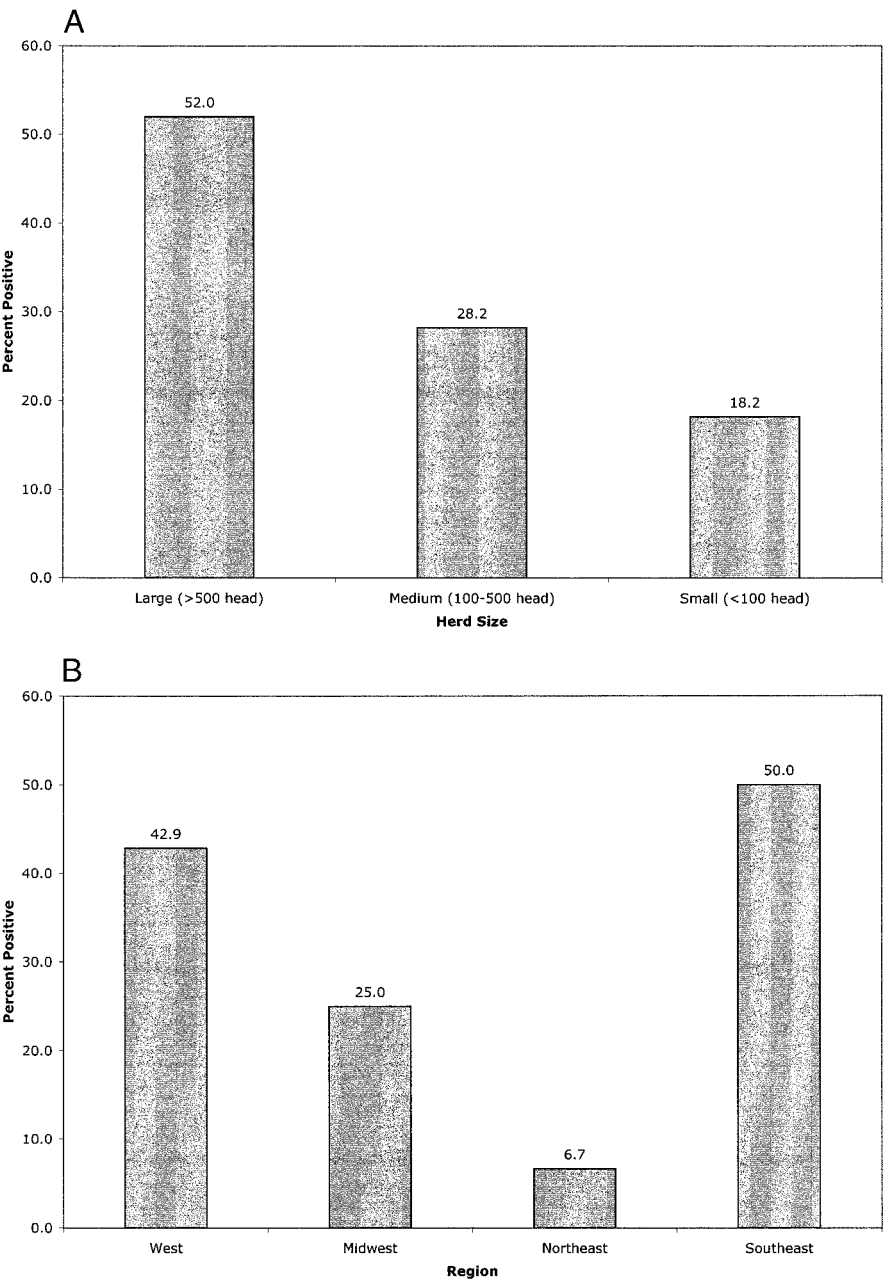 A
60.0
52.0
50.0
40.0
30.0
28.2
20.0
18.2
10.0
0.0
Percent Positive
Large (>500 head) Medium (100-500 head) Small (<100 head)
Herd Size
B
60.0
50.0
50.0
42.9
40.0
30.0
25.0
20.0
10.0
6.7
0.0
Percent Positive
West Midwest Northeast Southeast
Region